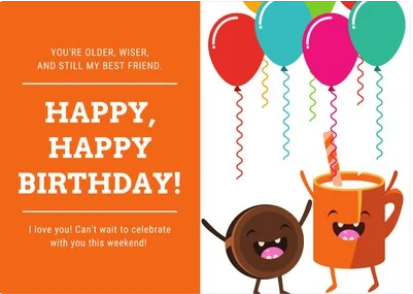 YOU'RE OLDER, WISER,
AND STILL MY BEST FRIEND.
HAPPY,
HAPPY
BIRTHDAY!
I love you! Can't wait to celebrate
with you this weekend!